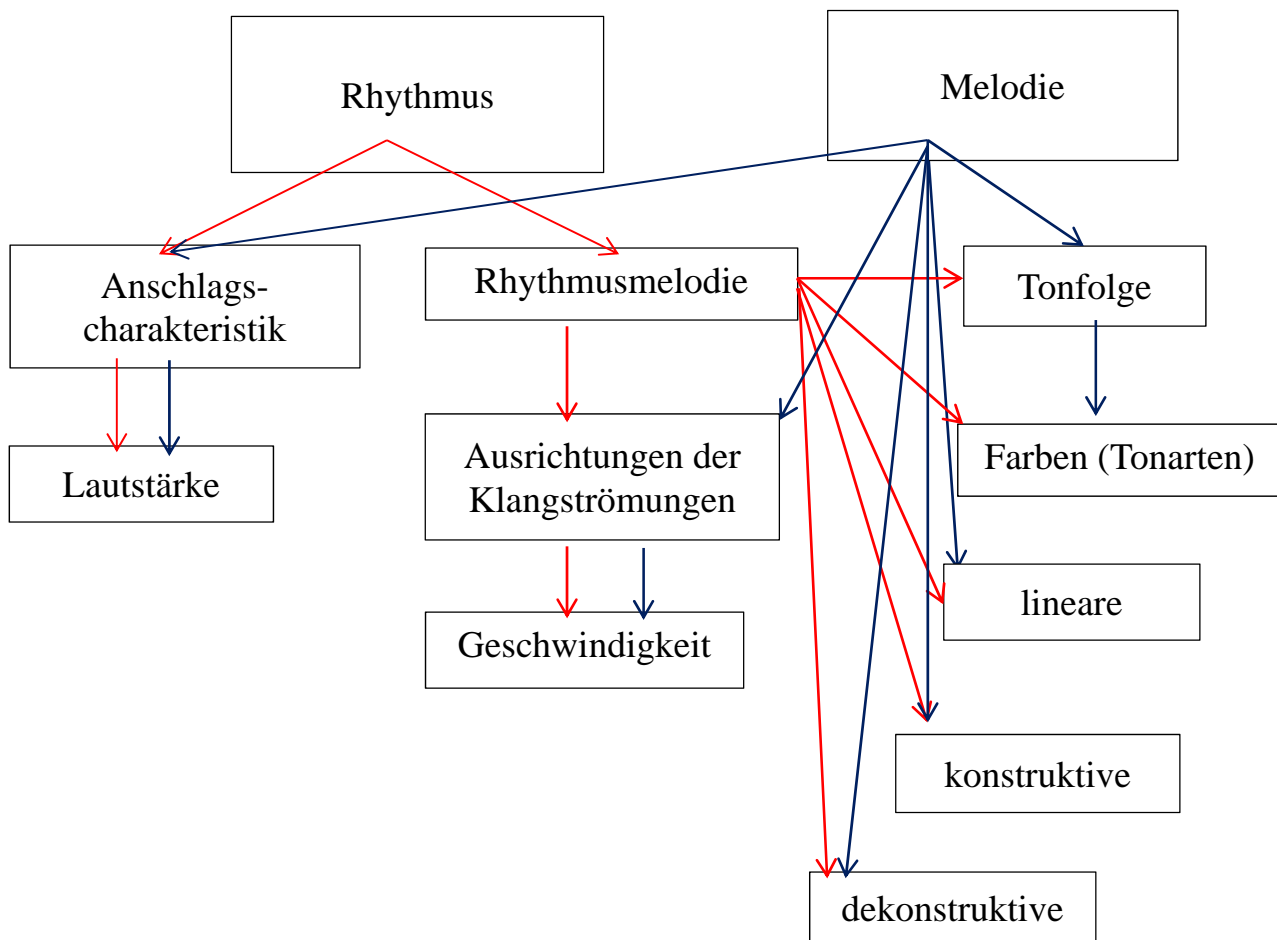 Rhythmus
Melodie
Anschlags-
charakteristik
Rhythmusmelodie
Tonfolge
Lautstärke
Ausrichtungen der
Klangströmungen
Farben (Tonarten)
lineare
Geschwindigkeit
konstruktive
dekonstruktive